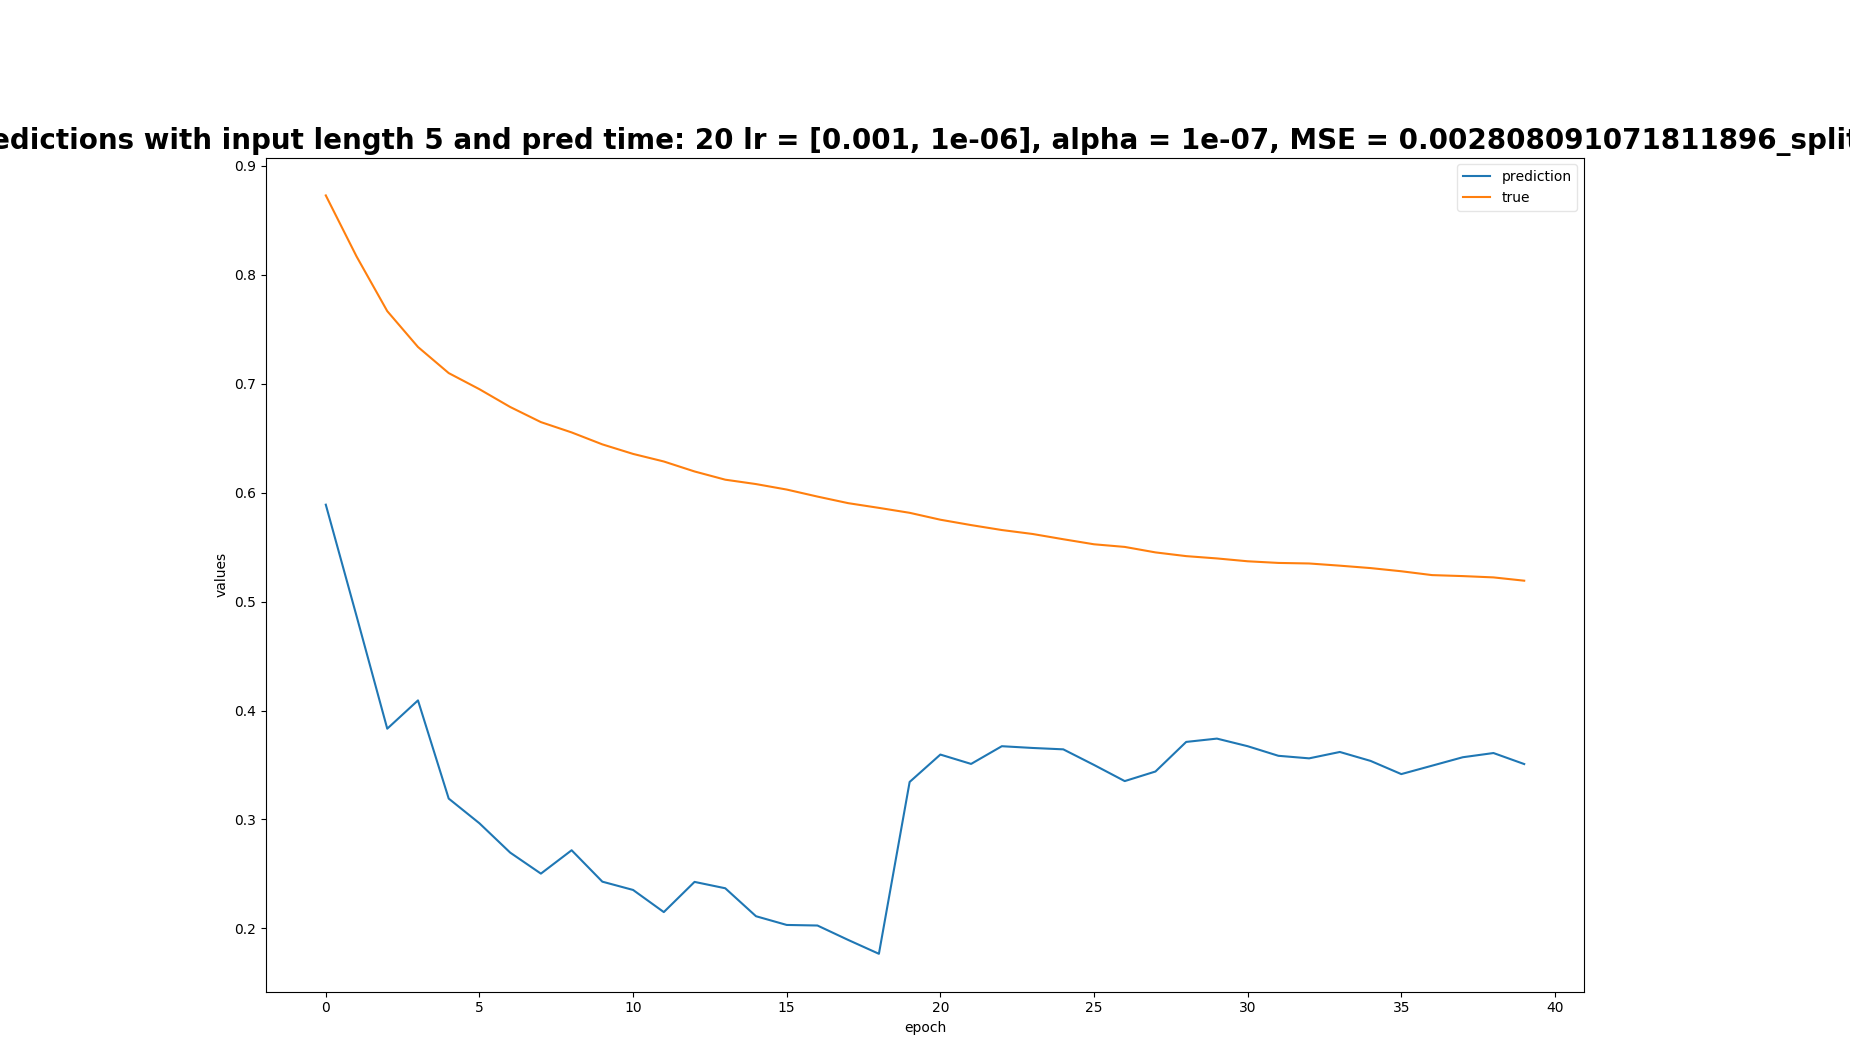 edictions with input length 5 and pred time: 20 lr = [0.001, 1e-06], alpha = 1e-07, MSE = 0.002808091071811896_split
prediction
true
0.9
0.8
0.7
0.6
0.5
0.4
0.3
0.2
values
0 5 10 15 20 25 30 35 40
epoch